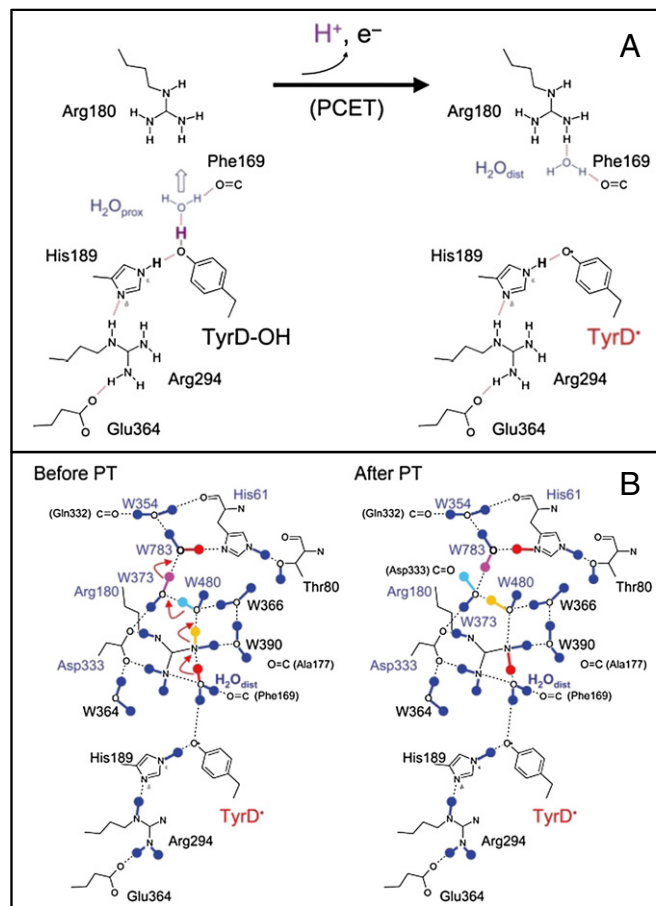 A
H⁺, e⁻
(PCET)
Arg180
Phe169
O=C
H₂Oprox
His189
TyrD-OH
Arg294
Glu364
Arg180
Phe169
O=C
H₂Odist
His189
TyrD•
Arg294
Glu364
B
Before PT
W354
His61
(Gln332) C=O
W783
W373
W480
Thr80
Arg180
W366
W390
Asp333
O=C (Ala177)
H₂Odist
O=C (Phe169)
W364
His189
TyrD•
Arg294
Glu364
After PT
W354
His61
(Gln332) C=O
W783
(Asp333) C=O
W480
Thr80
Arg180
W366
W373
W390
Asp333
O=C (Ala177)
H₂Odist
O=C (Phe169)
W364
His189
TyrD•
Arg294
Glu364